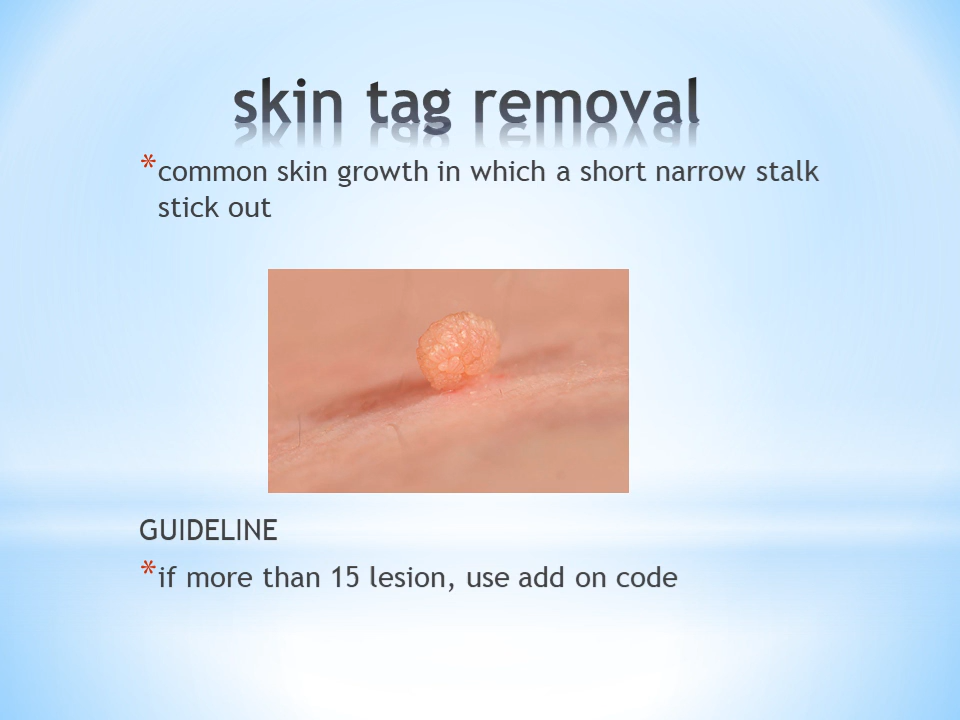 skin tag removal
*common skin growth in which a short narrow stalk
stick out
GUIDELINE
*if more than 15 lesion, use add on code